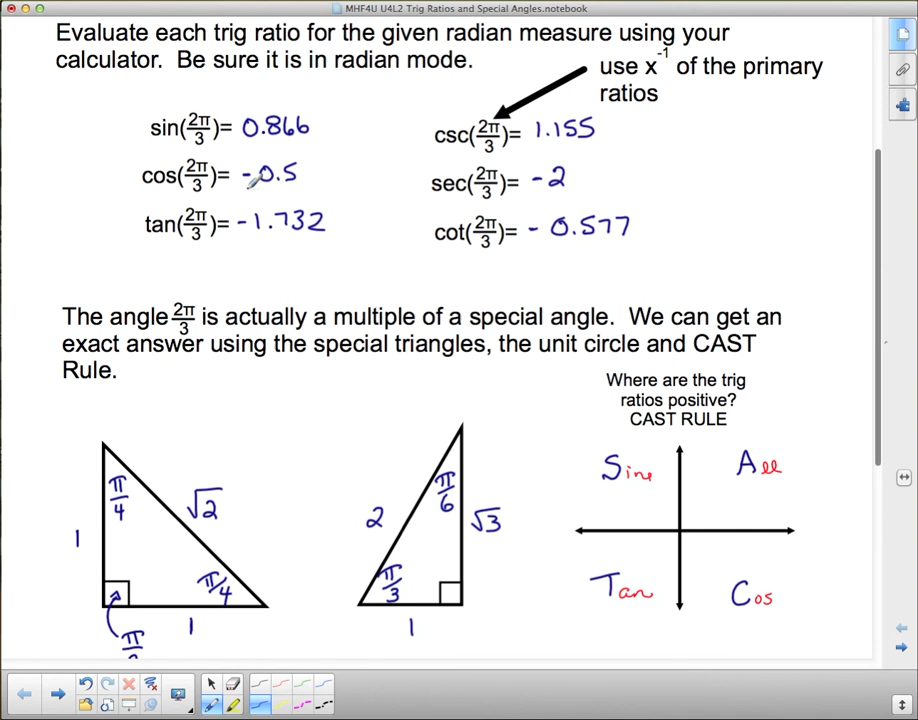 MHF4U U4L2 Trig Ratios and Special Angles.notebook
Evaluate each trig ratio for the given radian measure using your
calculator. Be sure it is in radian mode.
use x⁻¹ of the primary
ratios
sin(2π/3)= 0.866
csc(2π/3)= 1.155
cos(2π/3)= -0.5
sec(2π/3)= -2
tan(2π/3)= -1.732
cot(2π/3)= - 0.577
The angle 2π/3 is actually a multiple of a special angle. We can get an
exact answer using the special triangles, the unit circle and CAST
Rule.
Where are the trig
ratios positive?
CAST RULE
π/4
√2
1
π/4
1
π
π/6
2
√3
π/3
1
Sine
All
Tan
Cos